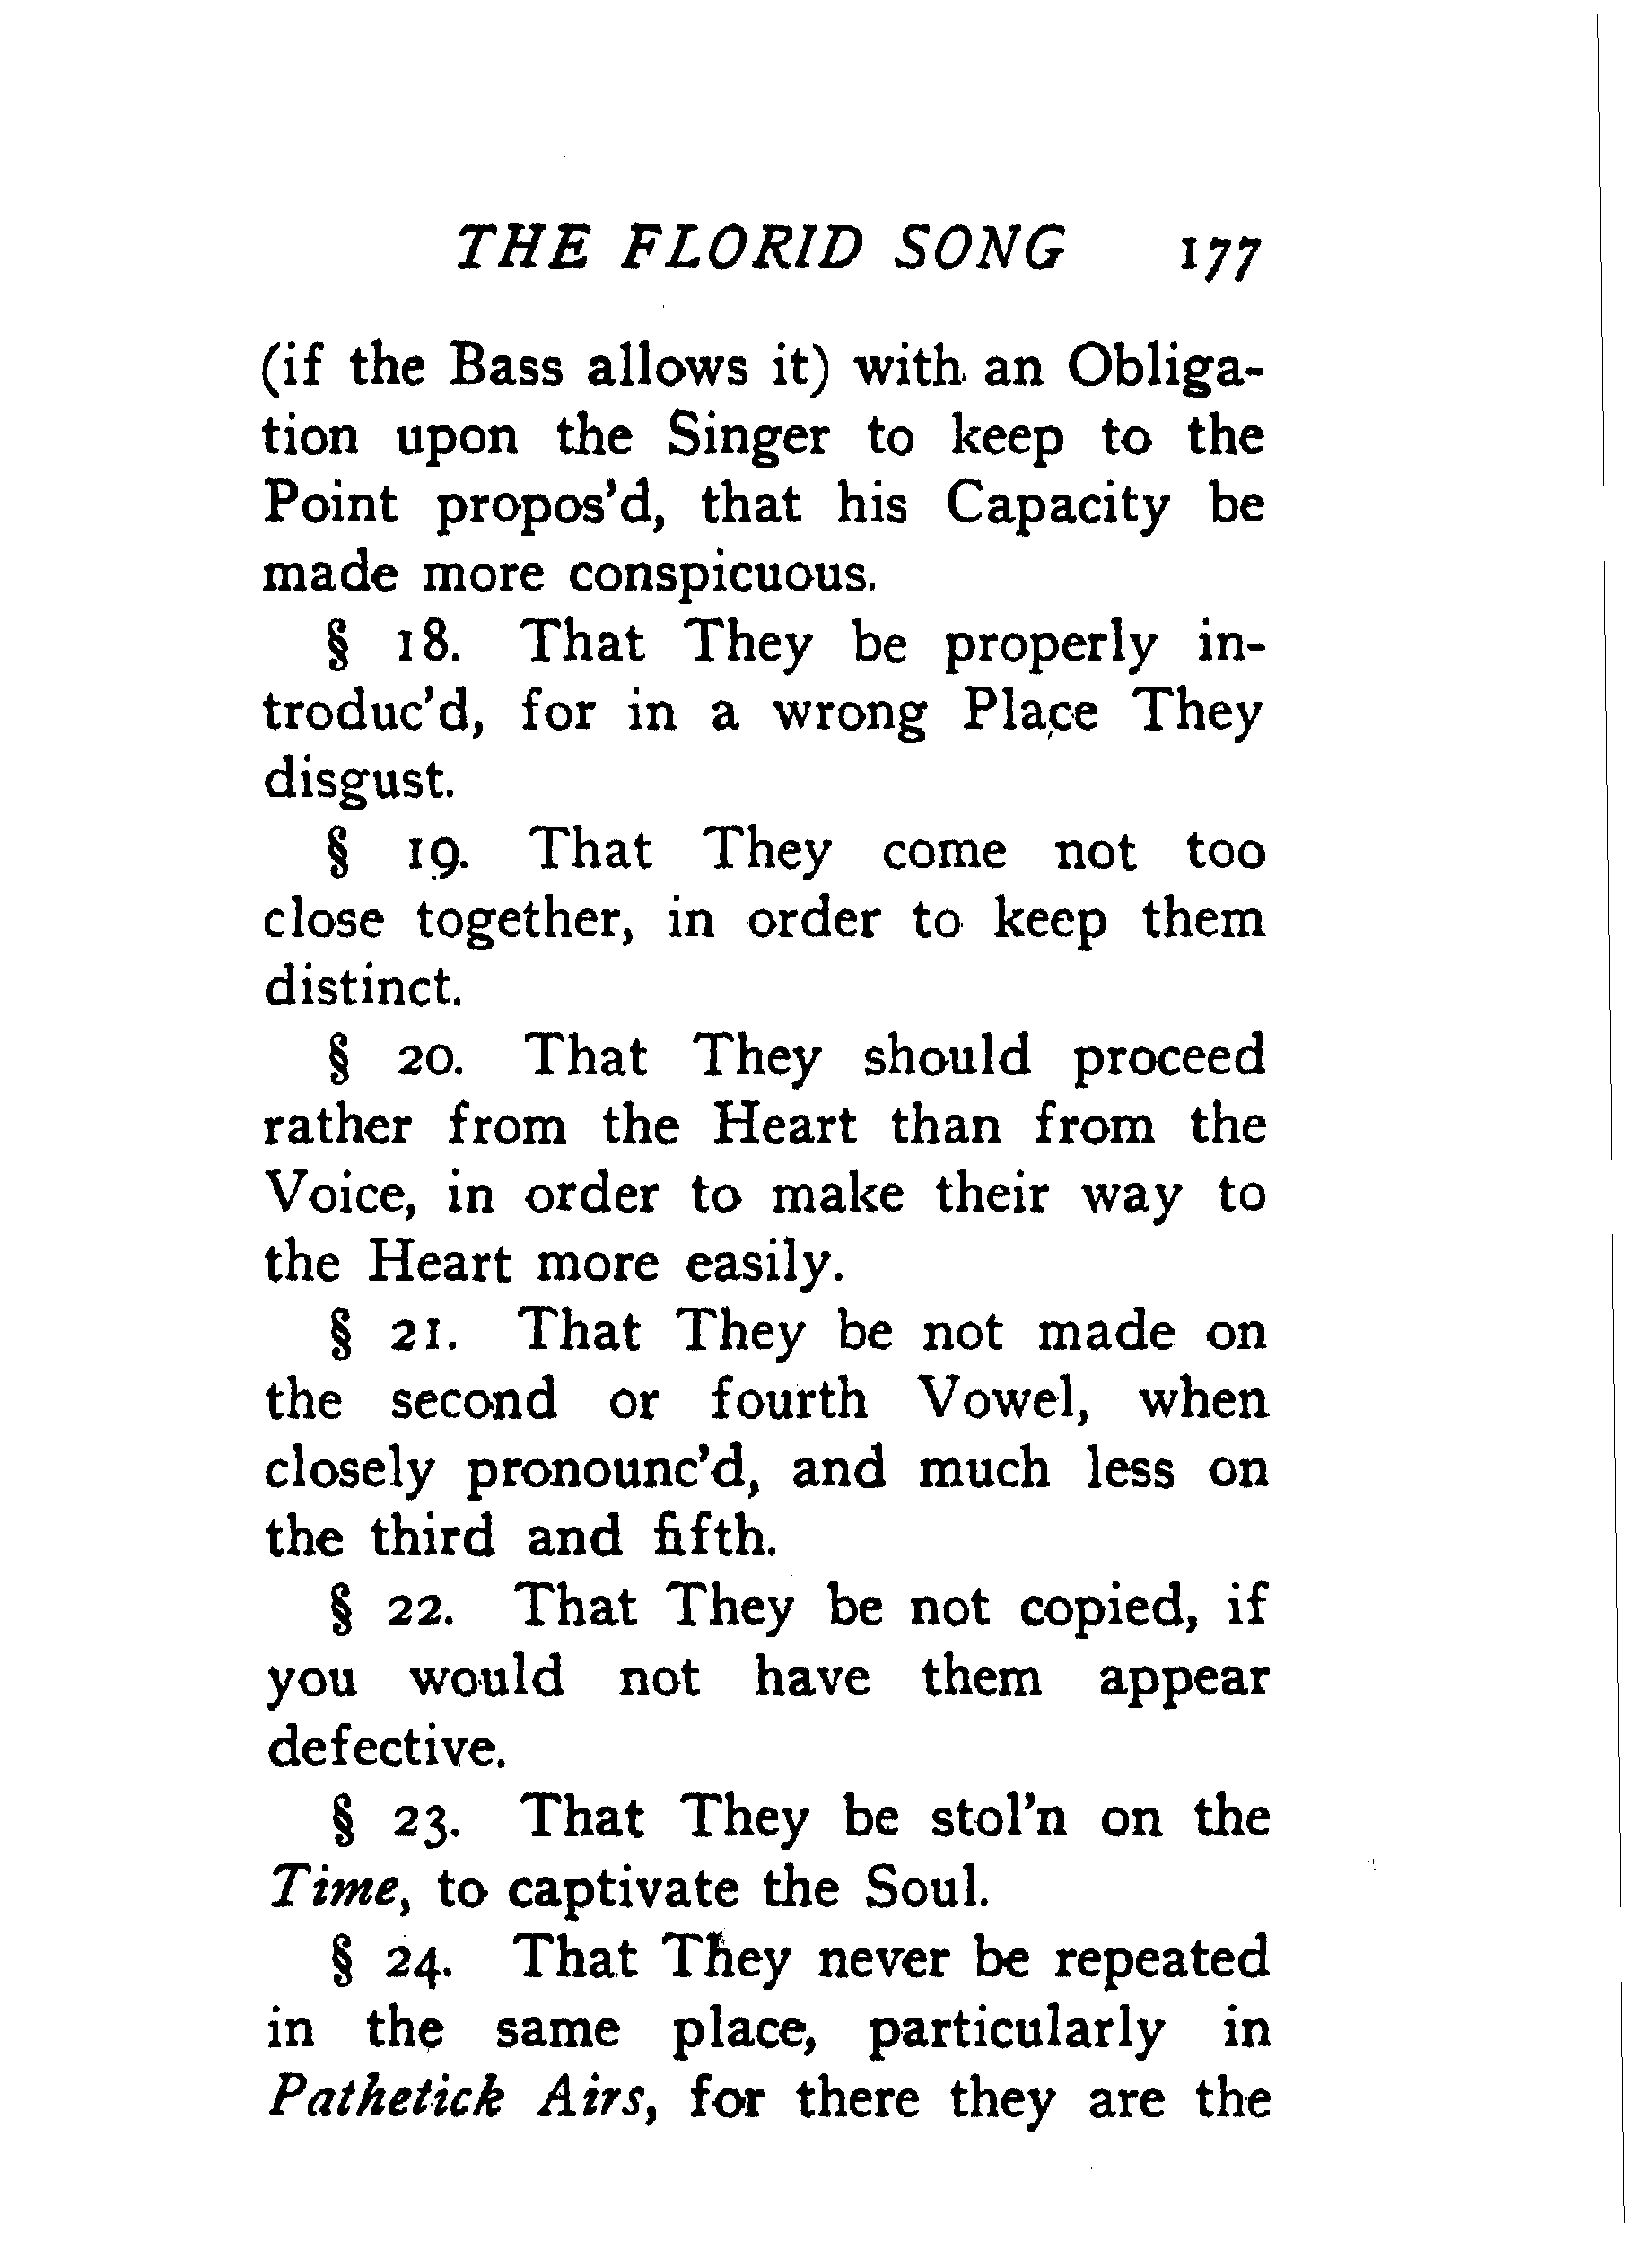 THE FLORID SONG 177
(if the Bass allows it) with an Obliga-
tion upon the Singer to keep to the
Point propos'd, that his Capacity be
made more conspicuous.
§ 18. That They be properly in-
troduc'd, for in a wrong Place They
disgust.
§ 19. That They come not too
close together, in order to keep them
distinct.
§ 20. That They should proceed
rather from the Heart than from the
Voice, in order to make their way to
the Heart more easily.
§ 21. That They be not made on
the second or fourth Vowel, when
closely pronounc'd, and much less on
the third and fifth.
§ 22. That They be not copied, if
you would not have them appear
defective.
§ 23. That They be stol'n on the
Time, to captivate the Soul.
§ 24. That They never be repeated
in the same place, particularly in
Pathetick Airs, for there they are the